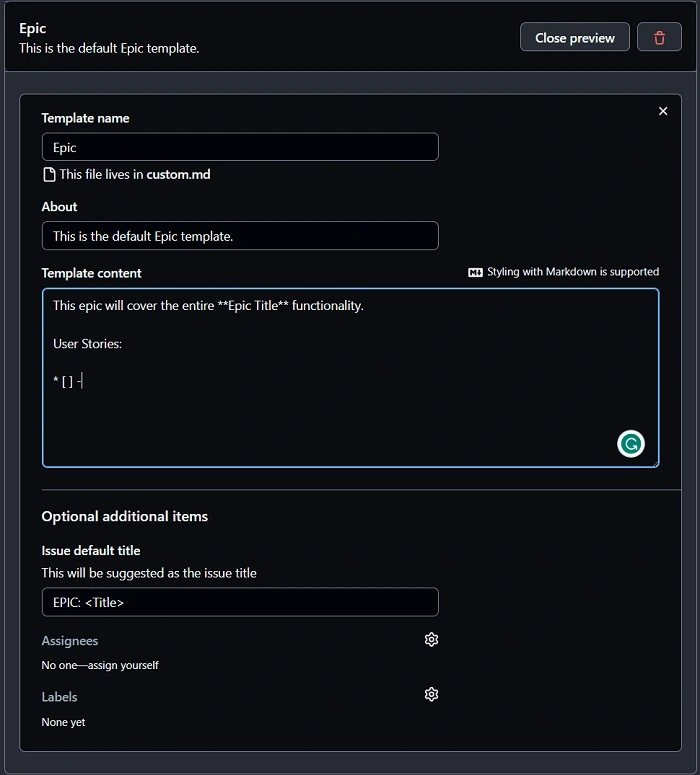 Epic
This is the default Epic template.
Close preview
Template name
Epic
This file lives in custom.md
About
This is the default Epic template.
Template content
Styling with Markdown is supported
This epic will cover the entire **Epic Title** functionality.
User Stories:
* [ ] -
Optional additional items
Issue default title
This will be suggested as the issue title
EPIC: <Title>
Assignees
No one—assign yourself
Labels
None yet